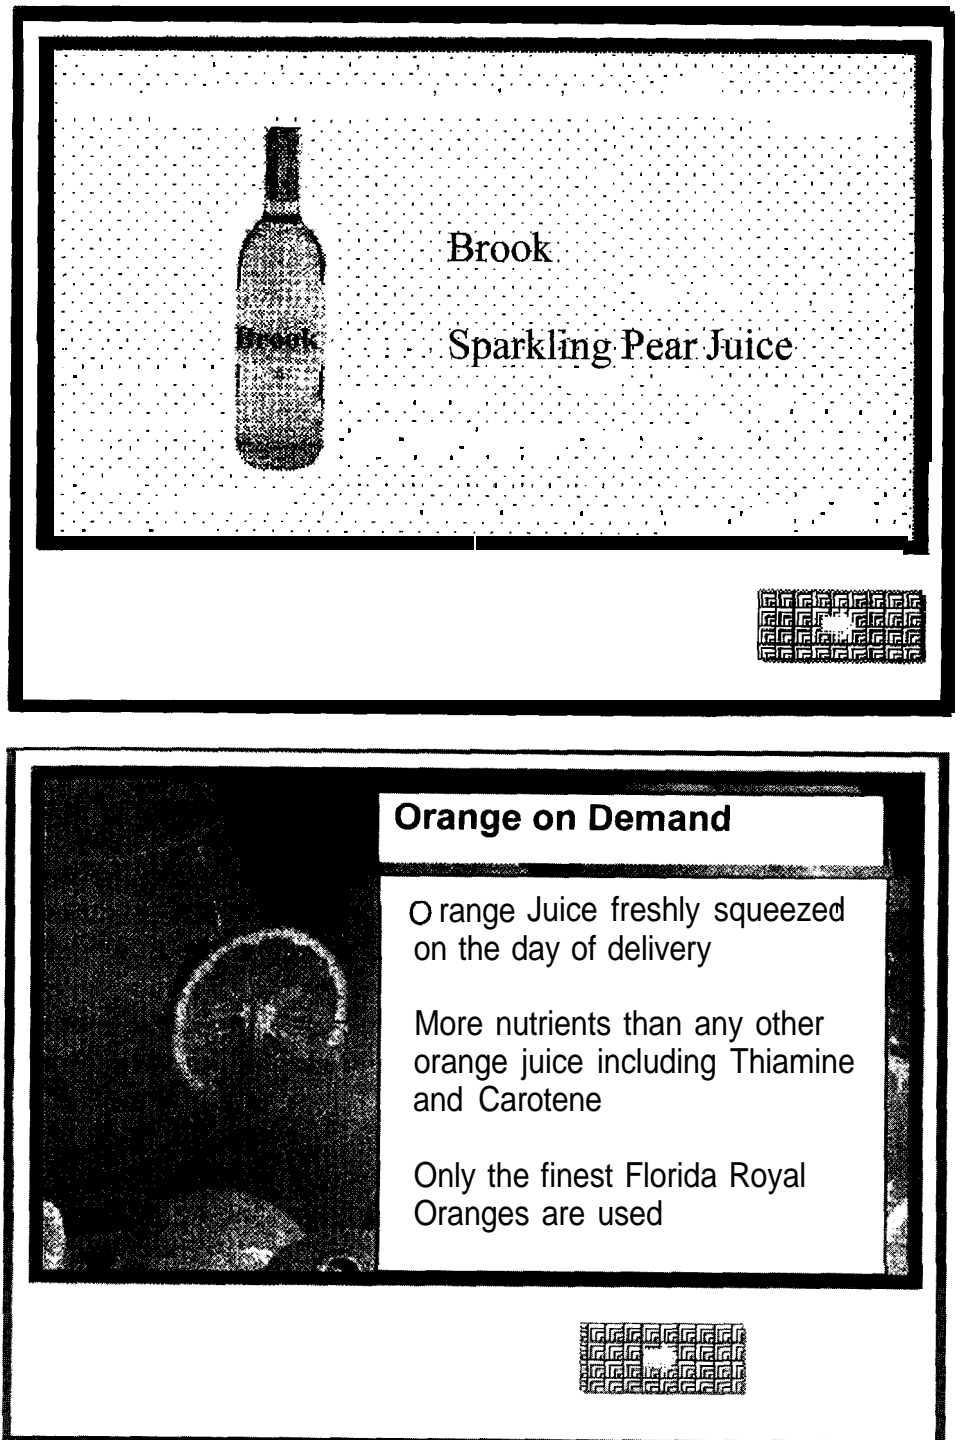 Brook
Brook
Sparkling Pear Juice
Orange on Demand
O range Juice freshly squeezed
on the day of delivery
More nutrients than any other
orange juice including Thiamine
and Carotene
Only the finest Florida Royal
Oranges are used